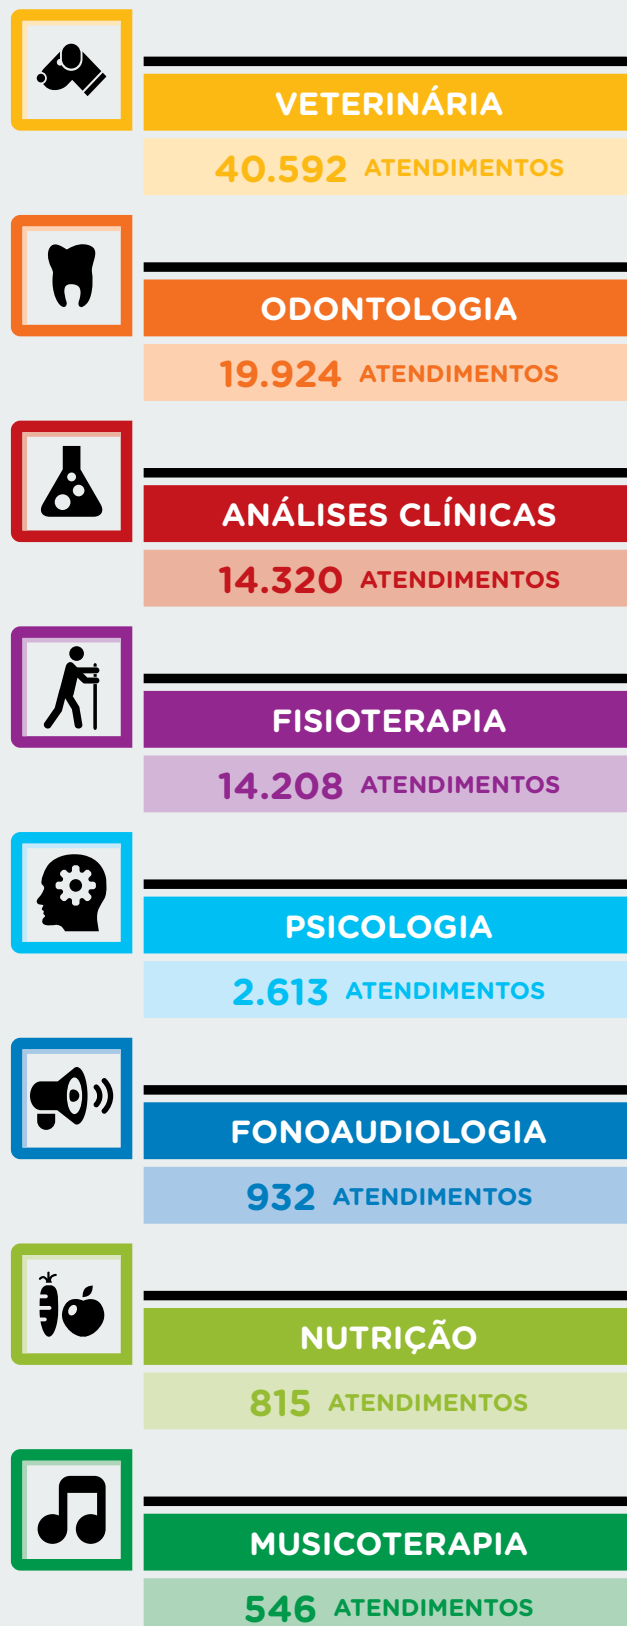 VETERINÁRIA
40.592 ATENDIMENTOS
ODONTOLOGIA
19.924 ATENDIMENTOS
ANÁLISES CLÍNICAS
14.320 ATENDIMENTOS
FISIOTERAPIA
14.208 ATENDIMENTOS
PSICOLOGIA
2.613 ATENDIMENTOS
FONOAUDIOLOGIA
932 ATENDIMENTOS
NUTRIÇÃO
815 ATENDIMENTOS
MUSICOTERAPIA
546 ATENDIMENTOS